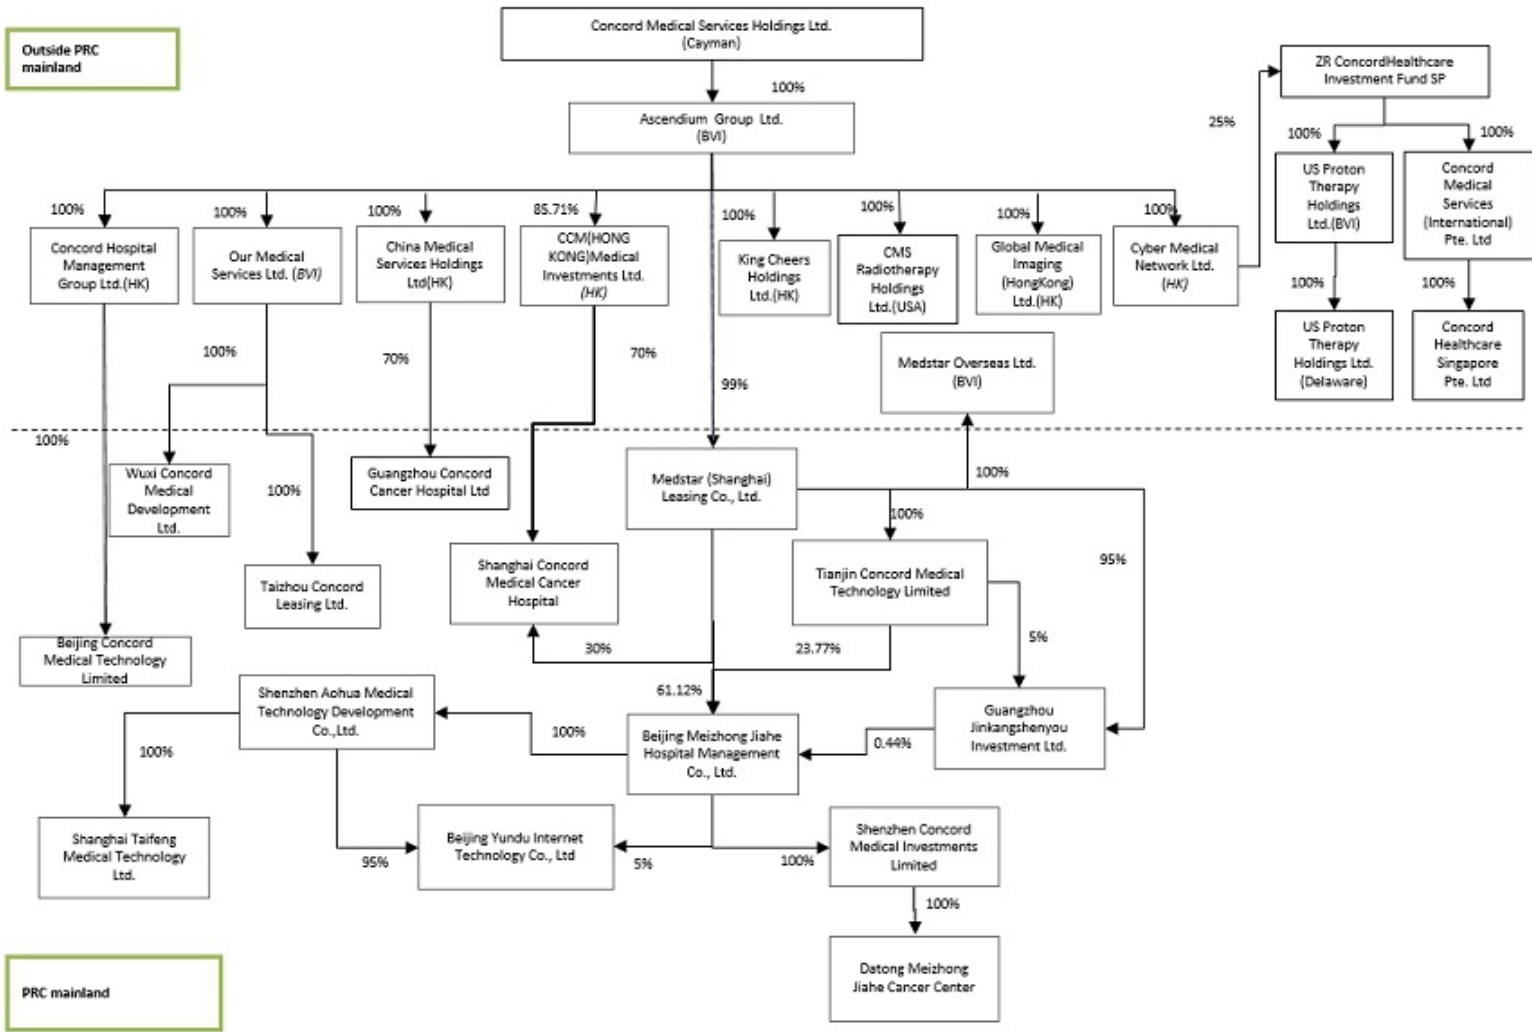 Concord Medical Services Holdings Ltd.
(Cayman)
Outside PRC
mainland
100%
Ascendium Group Ltd.
(BVI)
ZR ConcordHealthcare
Investment Fund SP
25%
100%
100%
US Proton
Therapy
Holdings
Ltd.(BVI)
Concord
Medical
Services
(International)
Pte. Ltd
100%
100%
US Proton
Therapy
Holdings Ltd.
(Delaware)
Concord
Healthcare
Singapore
Pte. Ltd
100%
100%
100%
85.71%
100%
100%
100%
100%
Concord Hospital
Management
Group Ltd.(HK)
Our Medical
Services Ltd. (BVI)
China Medical
Services Holdings
Ltd(HK)
CCM(HONG
KONG)Medical
Investments Ltd.
(HK)
King Cheers
Holdings
Ltd.(HK)
CMS
Radiotherapy
Holdings
Ltd.(USA)
Global Medical
Imaging
(HongKong)
Ltd.(HK)
Cyber Medical
Network Ltd.
(HK)
100%
70%
70%
99%
Medstar Overseas Ltd.
(BVI)
100%
Wuxi Concord
Medical
Development
Ltd.
100%
Guangzhou Concord
Cancer Hospital Ltd
Medstar (Shanghai)
Leasing Co., Ltd.
100%
100%
95%
Taizhou Concord
Leasing Ltd.
Shanghai Concord
Medical Cancer
Hospital
Tianjin Concord Medical
Technology Limited
Beijing Concord
Medical Technology
Limited
30%
23.77%
5%
61.12%
Shenzhen Aohua Medical
Technology Development
Co.,Ltd.
100%
Beijing Meizhong Jiahe
Hospital Management
Co., Ltd.
0.44%
Guangzhou
Jinkangshenyou
Investment Ltd.
100%
Shanghai Taifeng
Medical Technology
Ltd.
95%
Beijing Yundu Internet
Technology Co., Ltd
5%
100%
Shenzhen Concord
Medical Investments
Limited
100%
Datong Meizhong
Jiahe Cancer Center
PRC mainland